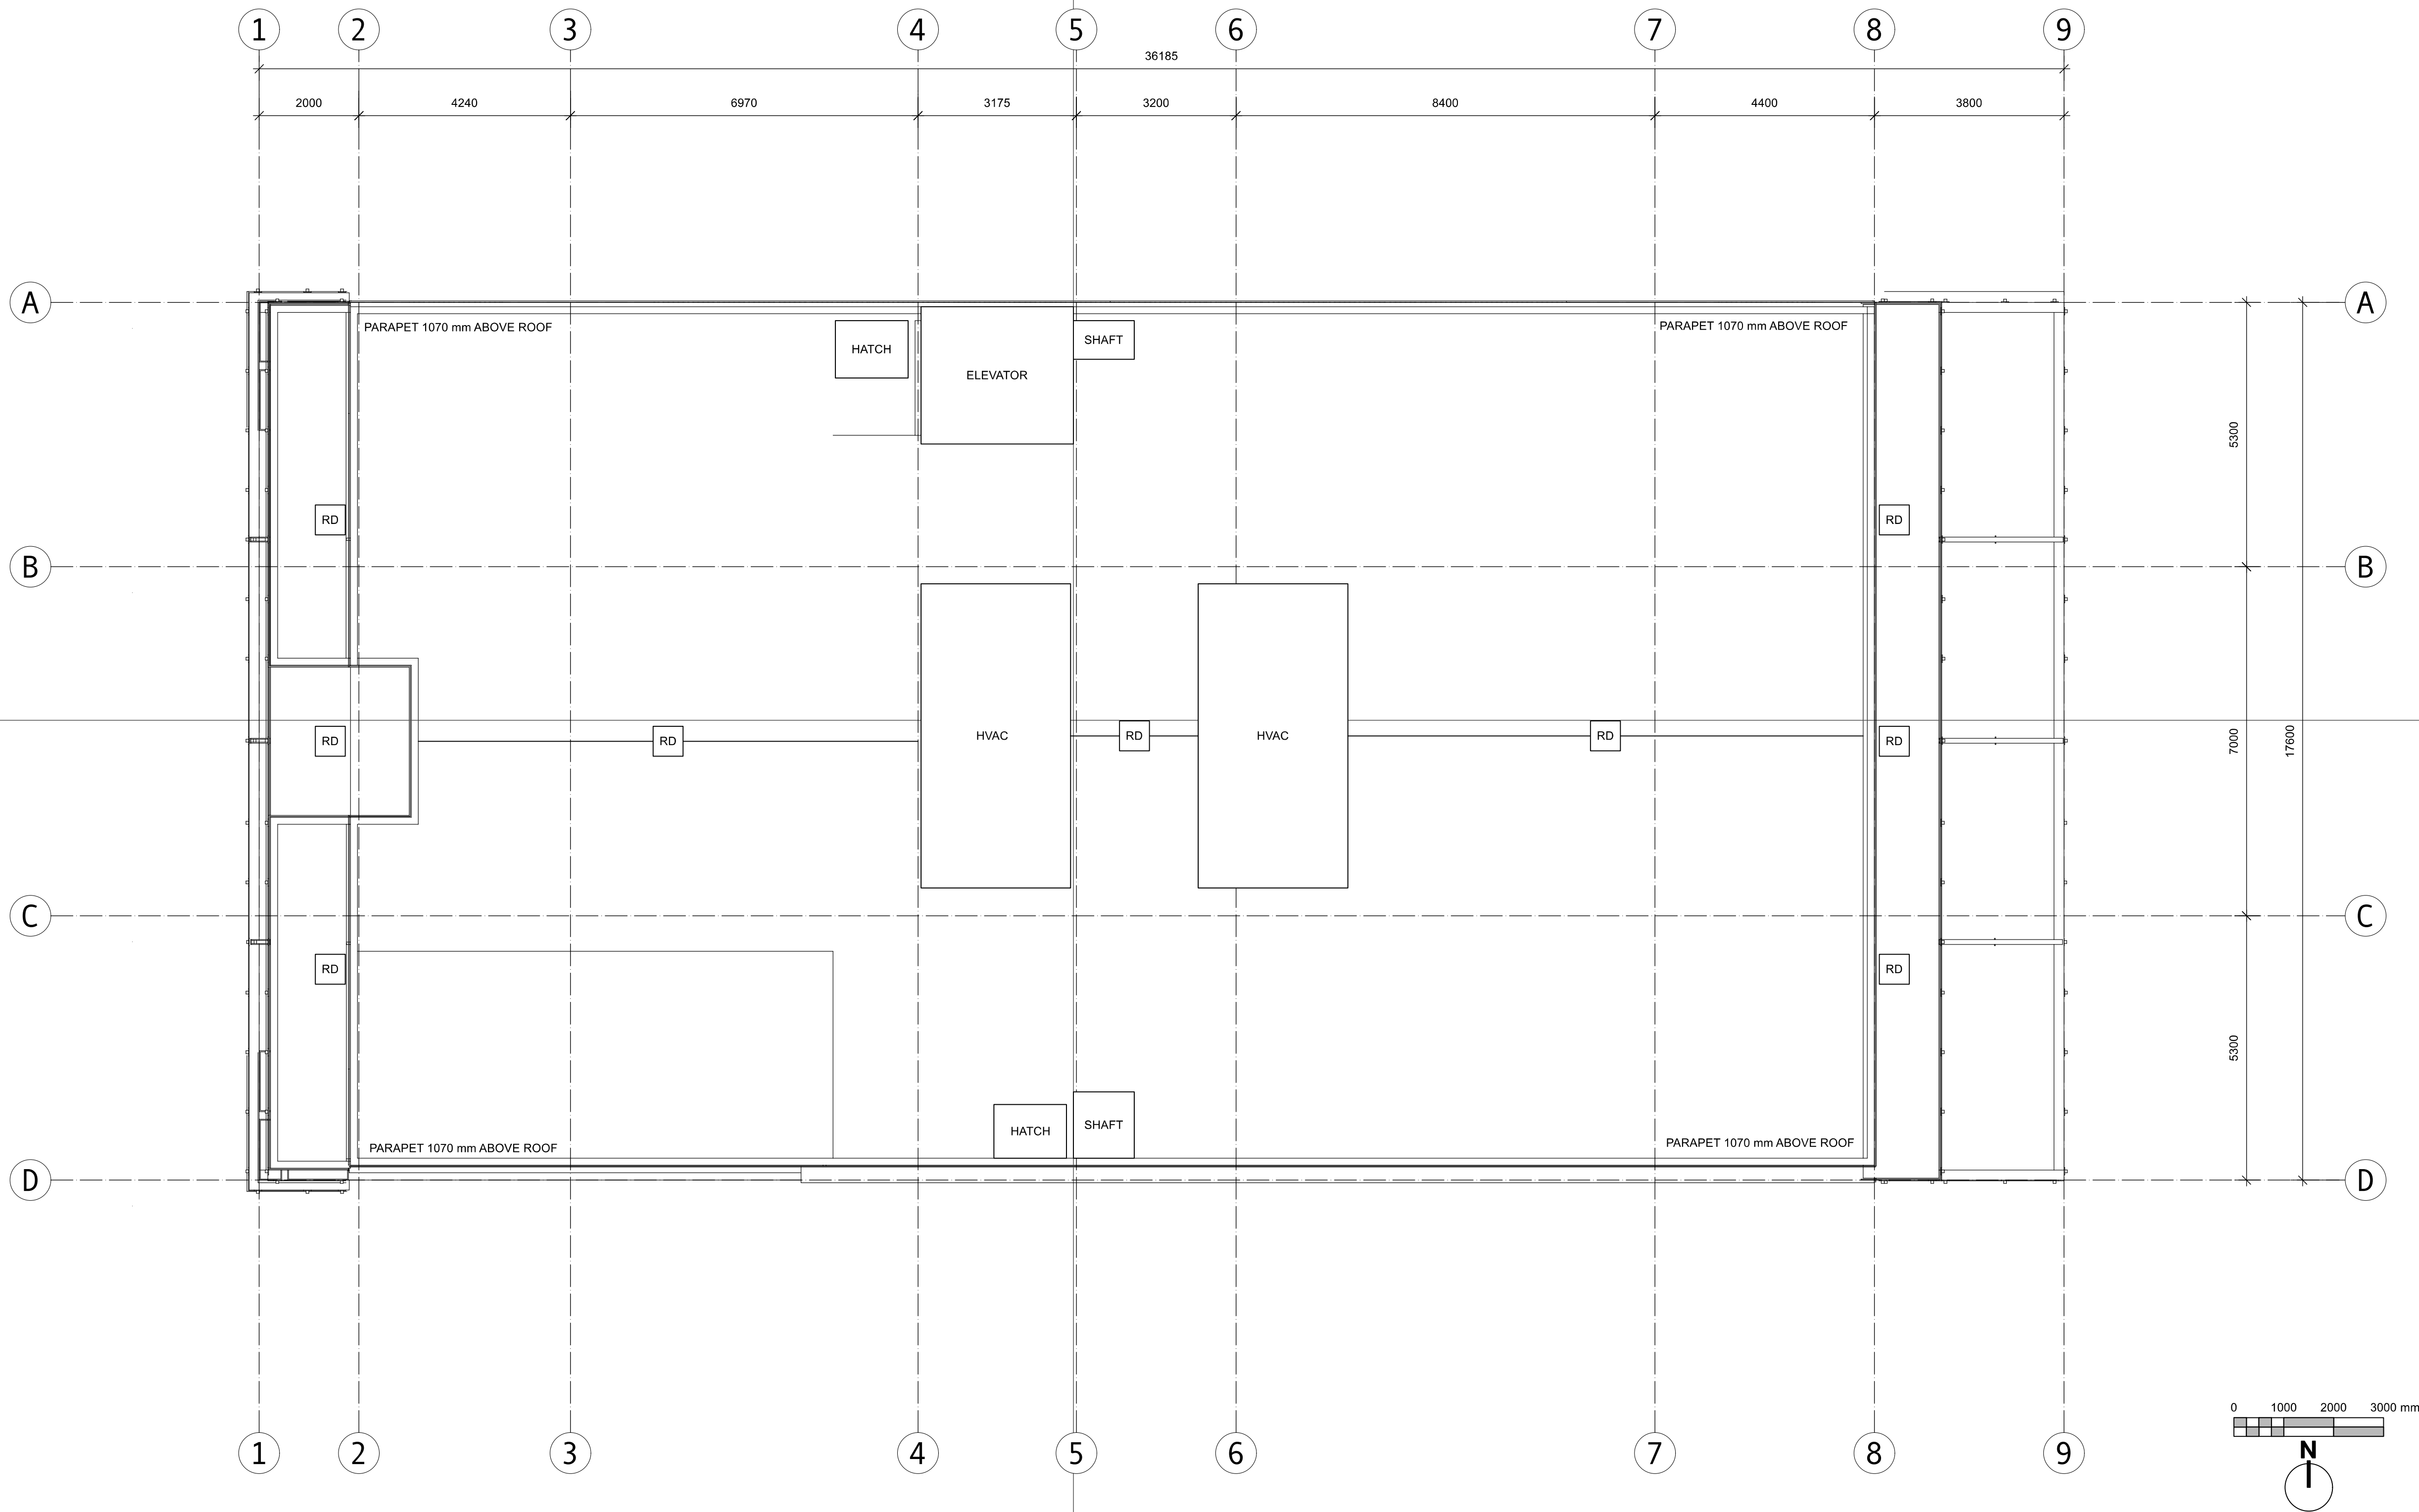 1 2 3 4 5 6 7 8 9
36185
2000 4240 6970 3175 3200 8400 4400 3800
A A
PARAPET 1070 mm ABOVE ROOF PARAPET 1070 mm ABOVE ROOF
SHAFT
HATCH
ELEVATOR
5300
RD RD
B B
HVAC HVAC
RD RD RD RD RD
7000 17600
C C
RD RD
5300
SHAFT
HATCH
PARAPET 1070 mm ABOVE ROOF PARAPET 1070 mm ABOVE ROOF
D D
0 1000 2000 3000 mm
1 2 3 4 5 6 7 8 9
N